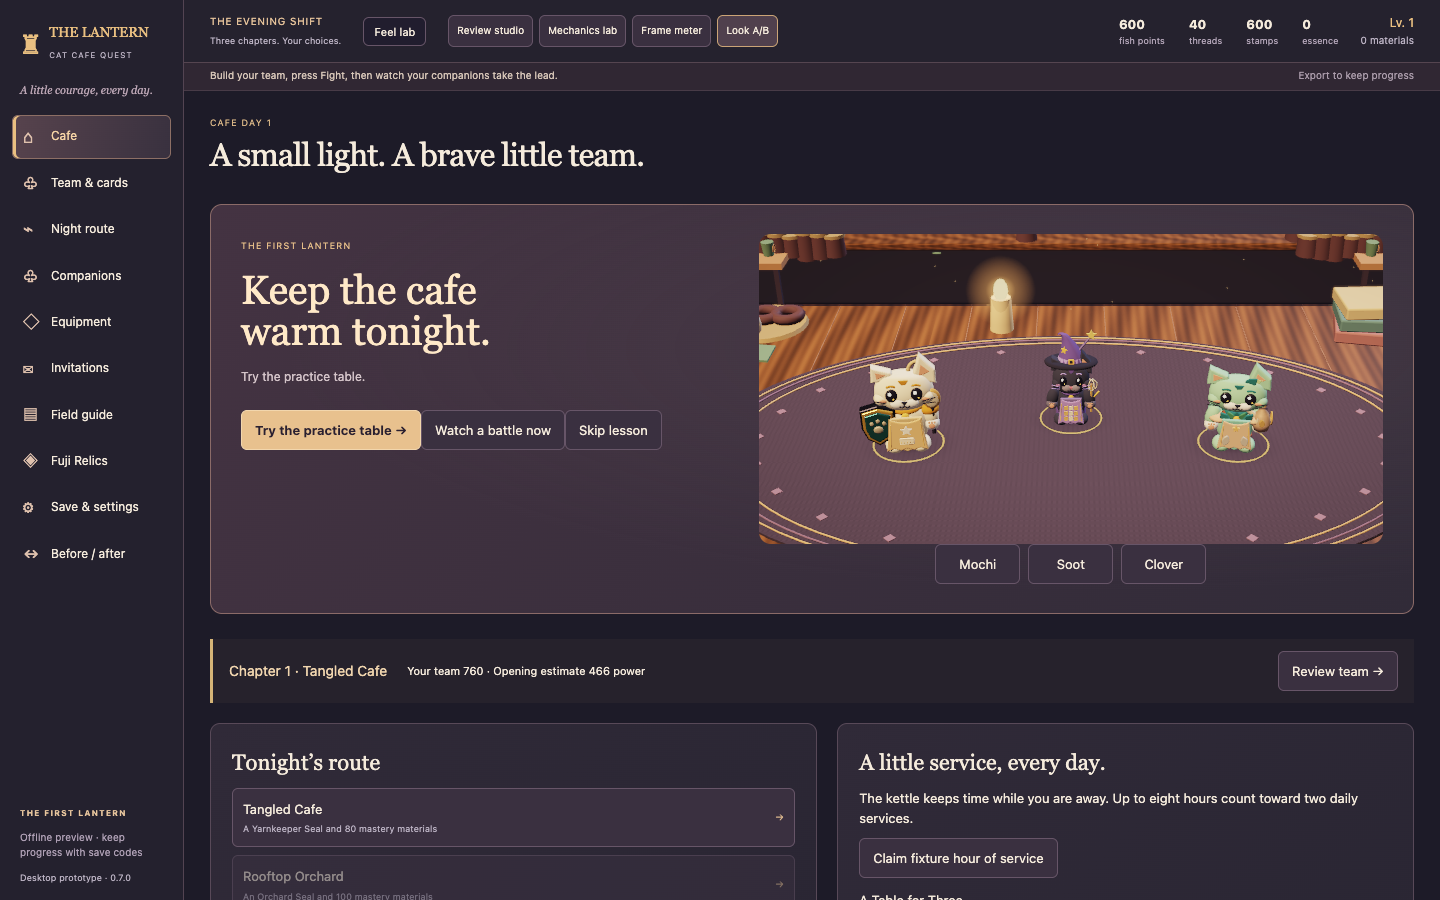 THE LANTERN
CAT CAFE QUEST
A little courage, every day.
Cafe
Team & cards
Night route
Companions
Equipment
Invitations
Field guide
Fuji Relics
Save & settings
Before / after
THE FIRST LANTERN
Offline preview · keep
progress with save codes
Desktop prototype · 0.7.0
THE EVENING SHIFT
Three chapters. Your choices.
Feel lab
Review studio
Mechanics lab
Frame meter
Look A/B
600
fish points
40
threads
600
stamps
0
essence
Lv. 1
0 materials
Build your team, press Fight, then watch your companions take the lead.
Export to keep progress
CAFE DAY 1
A small light. A brave little team.
THE FIRST LANTERN
Keep the cafe
warm tonight.
Try the practice table.
Try the practice table →
Watch a battle now
Skip lesson
Mochi
Soot
Clover
Chapter 1 · Tangled Cafe
Your team 760 · Opening estimate 466 power
Review team →
Tonight's route
Tangled Cafe
A Yarnkeeper Seal and 80 mastery materials
→
Rooftop Orchard
An Orchard Seal and 100 mastery materials
→
A little service, every day.
The kettle keeps time while you are away. Up to eight hours count toward two daily
services.
Claim fixture hour of service
A Table for Three